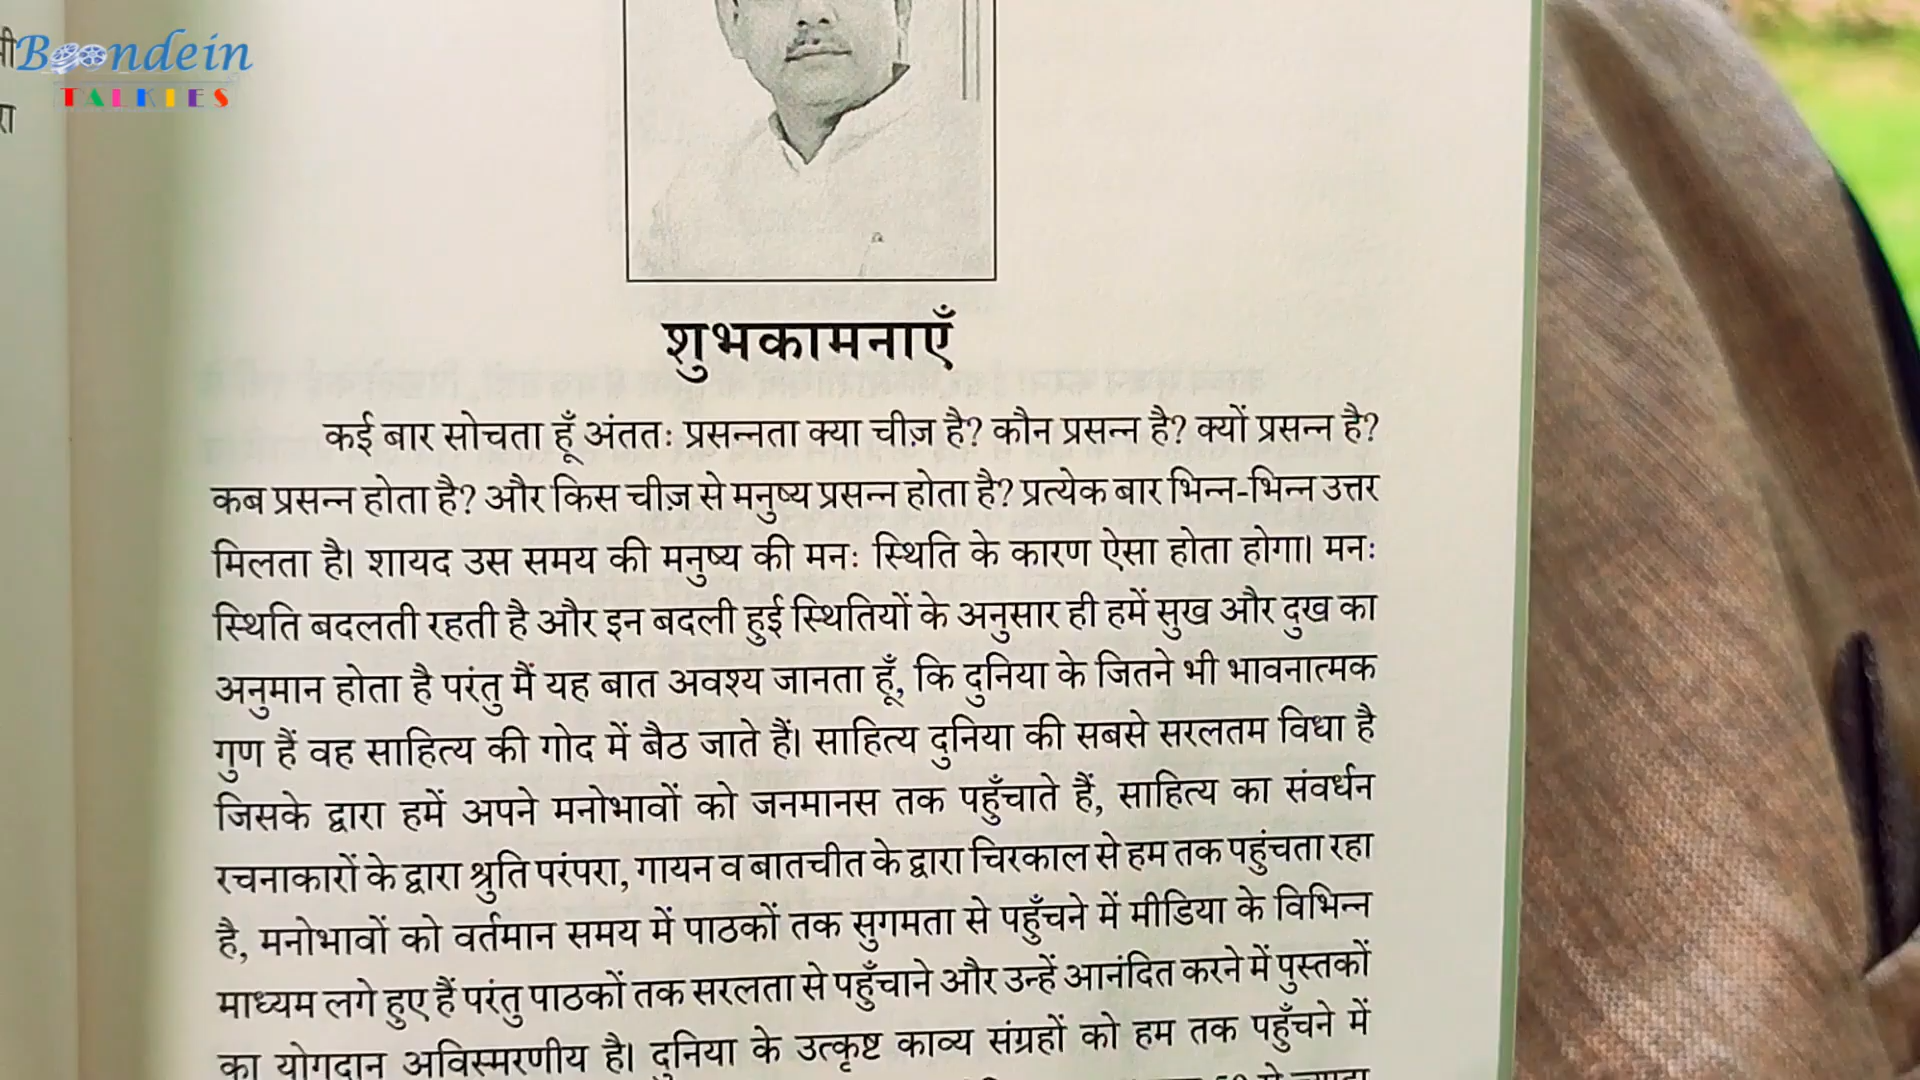 Boondein
TALKIES
रा
शुभकामनाएँ
कई बार सोचता हूँ अंततः प्रसन्नता क्या चीज़ है? कौन प्रसन्न है? क्यों प्रसन्न है?
कब प्रसन्न होता है? और किस चीज़ से मनुष्य प्रसन्न होता है? प्रत्येक बार भिन्न-भिन्न उत्तर
मिलता है। शायद उस समय की मनुष्य की मनः स्थिति के कारण ऐसा होता होगा। मनः
स्थिति बदलती रहती है और इन बदली हुई स्थितियों के अनुसार ही हमें सुख और दुख का
अनुमान होता है परंतु मैं यह बात अवश्य जानता हूँ, कि दुनिया के जितने भी भावनात्मक
गुण हैं वह साहित्य की गोद में बैठ जाते हैं। साहित्य दुनिया की सबसे सरलतम विधा है
जिसके द्वारा हमें अपने मनोभावों को जनमानस तक पहुँचाते हैं, साहित्य का संवर्धन
रचनाकारों के द्वारा श्रुति परंपरा, गायन व बातचीत के द्वारा चिरकाल से हम तक पहुंचता रहा
है, मनोभावों को वर्तमान समय में पाठकों तक सुगमता से पहुँचने में मीडिया के विभिन्न
माध्यम लगे हुए हैं परंतु पाठकों तक सरलता से पहुँचाने और उन्हें आनंदित करने में पुस्तकों
का योगदान अविस्मरणीय है। दुनिया के उत्कृष्ट काव्य संग्रहों को हम तक पहुँचने में